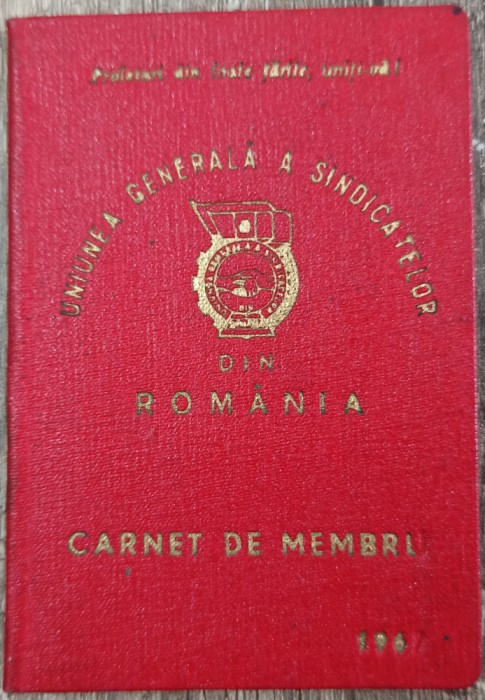 Proletari din toate țările, uniți-vă!
UNIUNEA GENERALĂ A SINDICATELOR
DIN
ROMÂNIA
CARNET DE MEMBRU